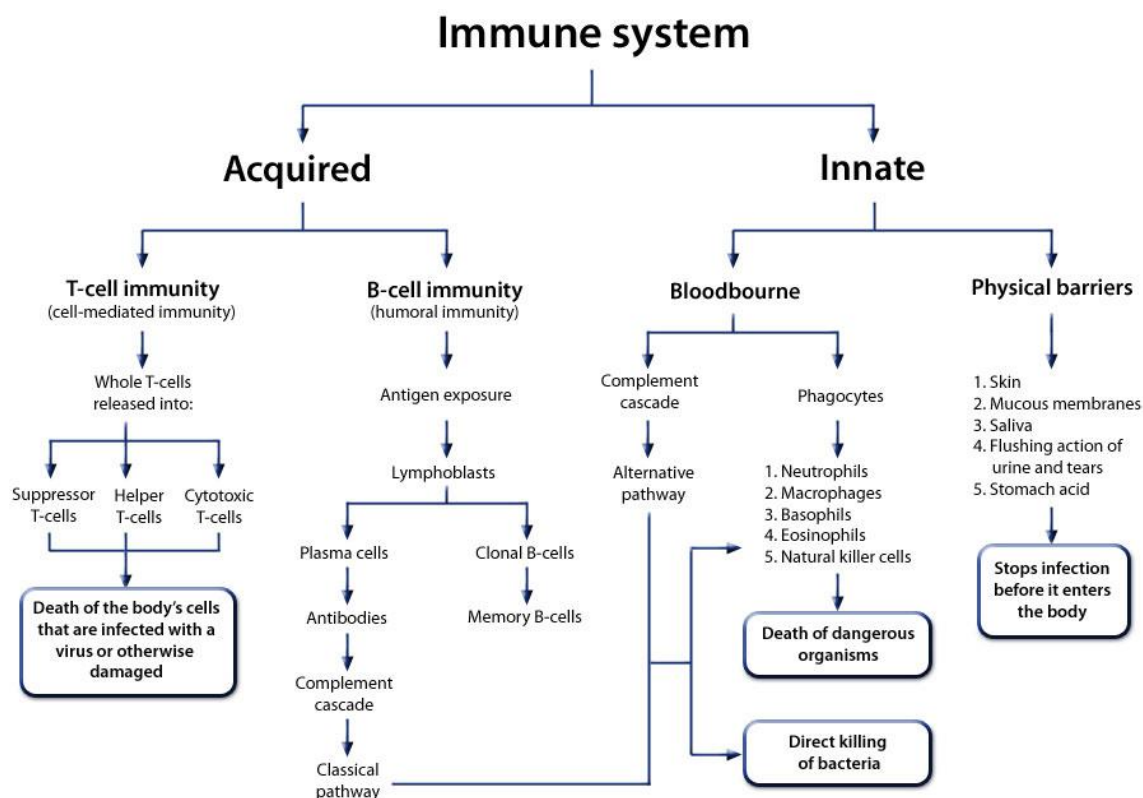 Immune system
Acquired
Innate
T-cell immunity
(cell-mediated immunity)
B-cell immunity
(humoral immunity)
Bloodbourne
Physical barriers
Whole T-cells
released into:
Antigen exposure
Complement
cascade
Phagocytes
1. Skin
2. Mucous membranes
3. Saliva
4. Flushing action of
urine and tears
5. Stomach acid
Suppressor
T-cells
Helper
T-cells
Cytotoxic
T-cells
Lymphoblasts
Alternative
pathway
1. Neutrophils
2. Macrophages
3. Basophils
4. Eosinophils
5. Natural killer cells
Plasma cells
Clonal B-cells
Stops infection
before it enters
the body
Death of the body's cells
that are infected with a
virus or otherwise
damaged
Antibodies
Memory B-cells
Death of dangerous
organisms
Complement
cascade
Direct killing
of bacteria
Classical
pathway